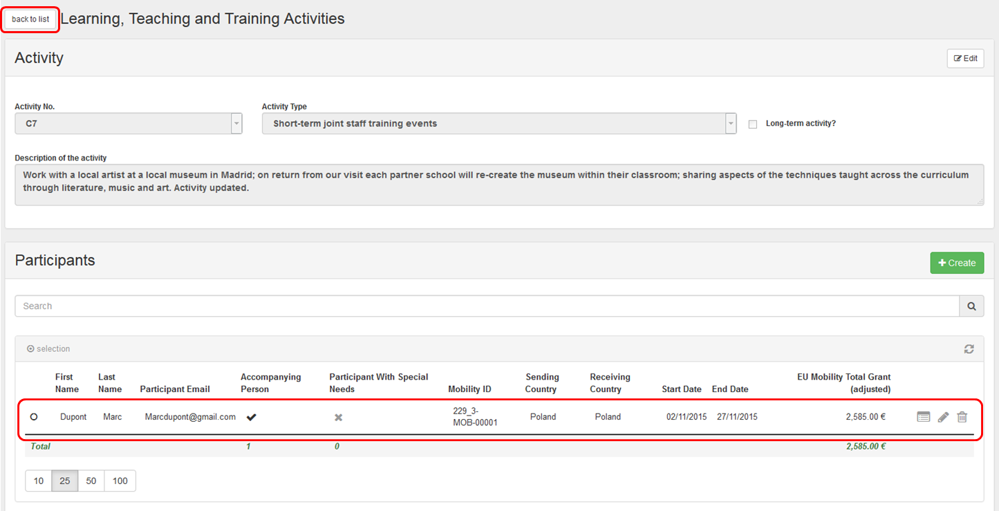 back to list Learning, Teaching and Training Activities
Activity
Edit
Activity No.
Activity Type
C7
Short-term joint staff training events
Long-term activity?
Description of the activity
Work with a local artist at a local museum in Madrid; on return from our visit each partner school will re-create the museum within their classroom; sharing aspects of the techniques taught across the curriculum
through literature, music and art. Activity updated.
Participants
Create
Search
selection
First Name Last Name Participant Email Accompanying Person Participant With Special Needs Mobility ID Sending Country Receiving Country Start Date End Date EU Mobility Total Grant (adjusted)
Dupont Marc Marcdupont@gmail.com 229_3-MOB-00001 Poland Poland 02/11/2015 27/11/2015 2,585.00 €
Total 1 0 2,585.00 €
10 25 50 100